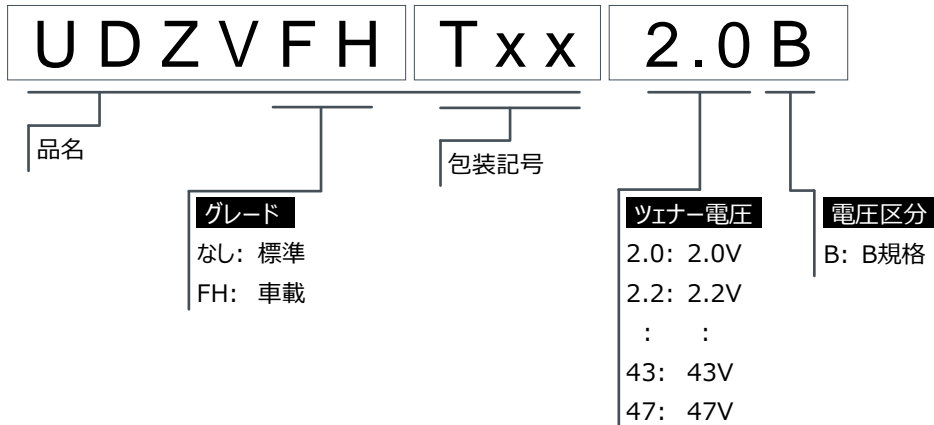 UDZVFH Txx 2.0B
品名
包装記号
グレード
なし: 標準
FH: 車載
ツェナー電圧
2.0: 2.0V
2.2: 2.2V
: :
43: 43V
47: 47V
電圧区分
B: B規格